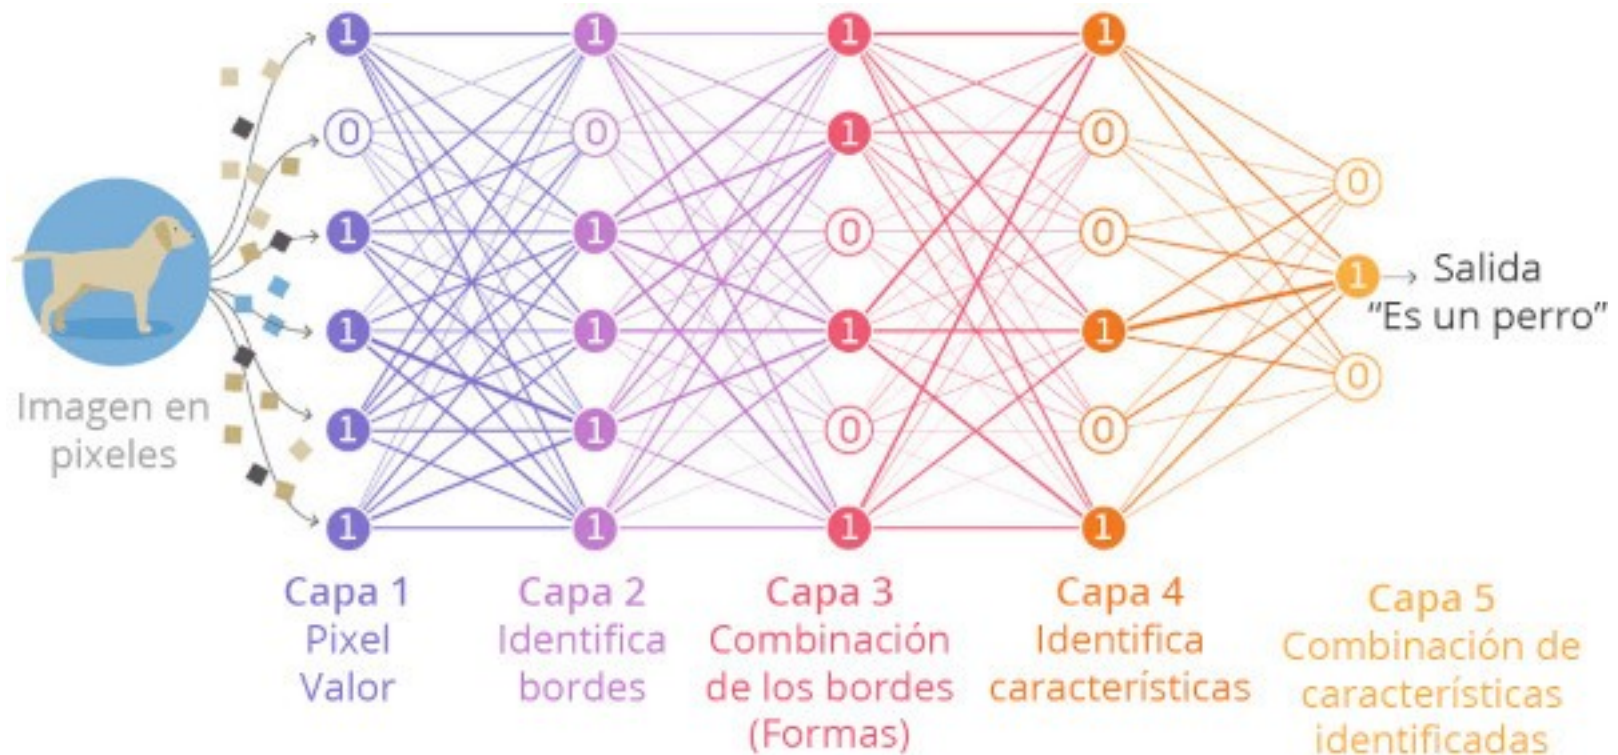 1 1 1 1
0 0 1 0
0
1 1 0 0
1 Salida
“Es un perro”
1 1 1 1
0
Imagen en
pixeles
1 1 0 0
1 1 1 1
Capa 1
Pixel
Valor
Capa 2
Identifica
bordes
Capa 3
Combinación
de los bordes
(Formas)
Capa 4
Identifica
características
Capa 5
Combinación de
características
identificadas